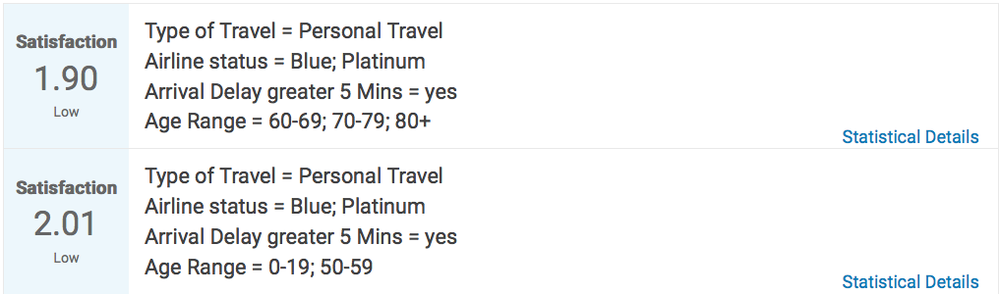 Satisfaction
1.90
Low
Type of Travel = Personal Travel
Airline status = Blue; Platinum
Arrival Delay greater 5 Mins = yes
Age Range = 60-69; 70-79; 80+
Statistical Details
Satisfaction
2.01
Low
Type of Travel = Personal Travel
Airline status = Blue; Platinum
Arrival Delay greater 5 Mins = yes
Age Range = 0-19; 50-59
Statistical Details